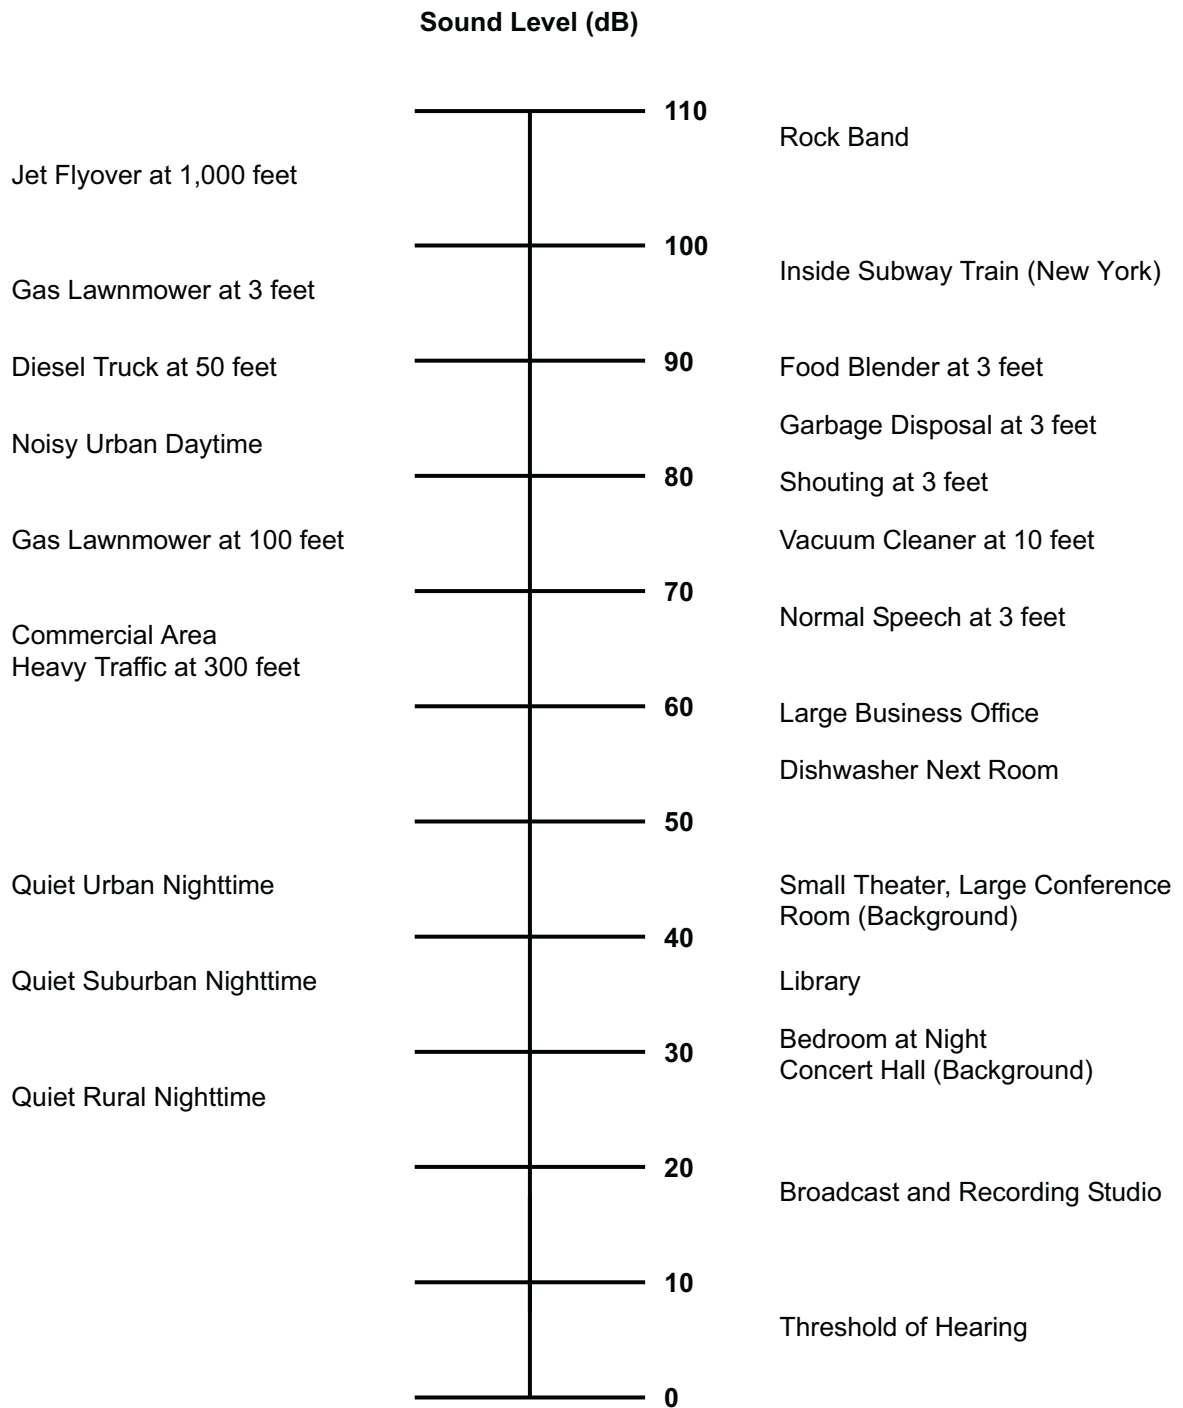 Sound Level (dB)
110
Rock Band
Jet Flyover at 1,000 feet
100
Inside Subway Train (New York)
Gas Lawnmower at 3 feet
Diesel Truck at 50 feet
90
Food Blender at 3 feet
Garbage Disposal at 3 feet
Noisy Urban Daytime
80
Shouting at 3 feet
Gas Lawnmower at 100 feet
Vacuum Cleaner at 10 feet
70
Normal Speech at 3 feet
Commercial Area
Heavy Traffic at 300 feet
60
Large Business Office
Dishwasher Next Room
50
Quiet Urban Nighttime
Small Theater, Large Conference
Room (Background)
40
Quiet Suburban Nighttime
Library
Bedroom at Night
30
Concert Hall (Background)
Quiet Rural Nighttime
20
Broadcast and Recording Studio
10
Threshold of Hearing
0